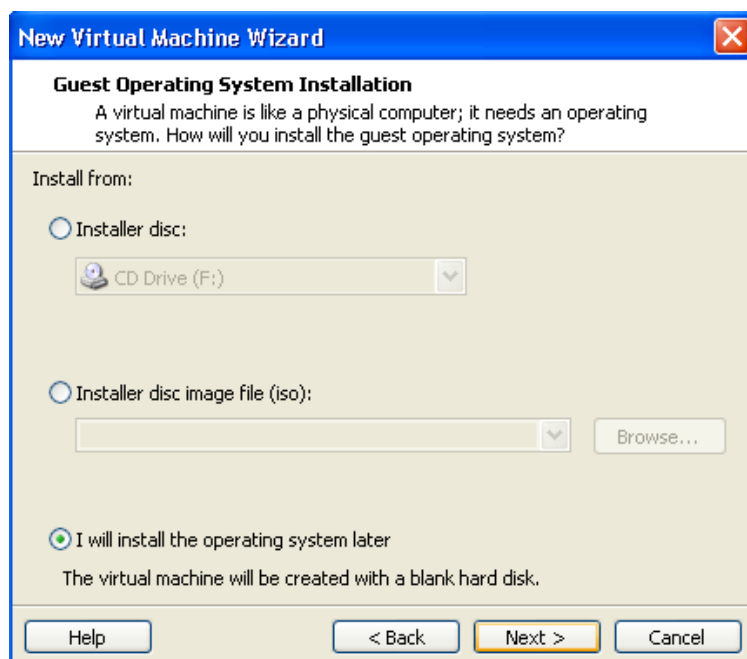 New Virtual Machine Wizard
Guest Operating System Installation
A virtual machine is like a physical computer; it needs an operating
system. How will you install the guest operating system?
Install from:
Installer disc:
CD Drive (F:)
Installer disc image file (iso):
Browse...
I will install the operating system later
The virtual machine will be created with a blank hard disk.
Help
< Back
Next >
Cancel